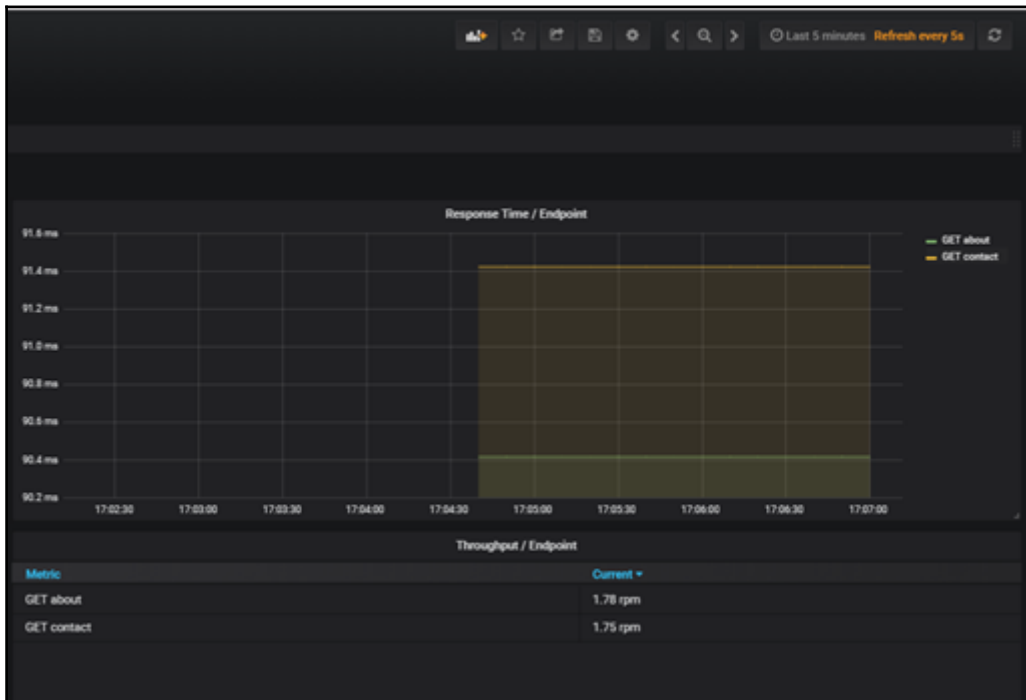 Last 5 minutes Refresh every 5s
Response Time / Endpoint
91.6 ms
91.4 ms
91.2 ms
91.0 ms
90.8 ms
90.6 ms
90.4 ms
90.2 ms
GET about
GET contact
17:02:30 17:03:00 17:03:30 17:04:00 17:04:30 17:05:00 17:05:30 17:06:00 17:06:30 17:07:00
Throughput / Endpoint
Metric Current
GET about 1.78 rpm
GET contact 1.75 rpm